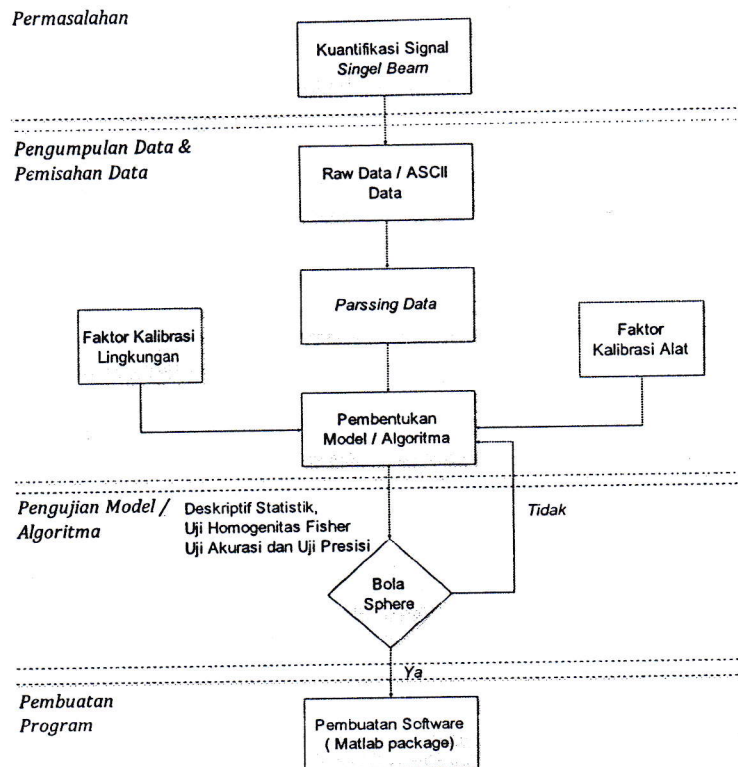 Permasalahan
Kuantifikasi Signal
Singel Beam
Pengumpulan Data &
Pemisahan Data
Raw Data / ASCII
Data
Parssing Data
Faktor Kalibrasi
Lingkungan
Faktor
Kalibrasi Alat
Pembentukan
Model / Algoritma
Pengujian Model /
Algoritma
Deskriptif Statistik,
Uji Homogenitas Fisher
Uji Akurasi dan Uji Presisi
Tidak
Bola
Sphere
Ya
Pembuatan
Program
Pembuatan Software
( Matlab package)